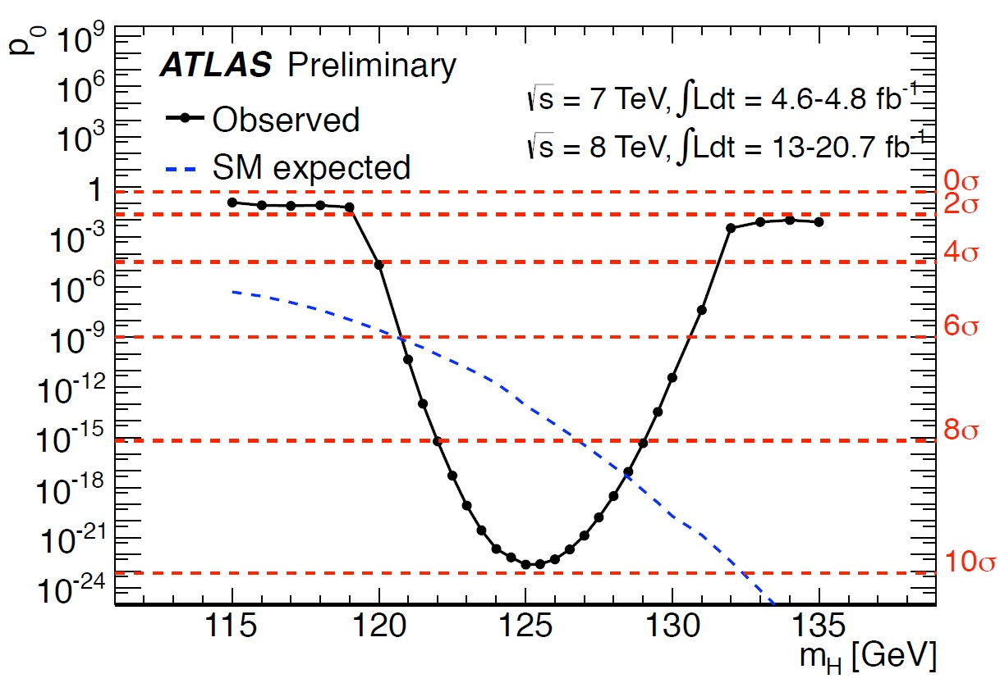 p₀
10⁹
10⁶
10³
1
10⁻³
10⁻⁶
10⁻⁹
10⁻¹²
10⁻¹⁵
10⁻¹⁸
10⁻²¹
10⁻²⁴
ATLAS Preliminary
Observed
SM expected
√s = 7 TeV, ∫Ldt = 4.6-4.8 fb⁻¹
√s = 8 TeV, ∫Ldt = 13-20.7 fb⁻¹
0σ
2σ
4σ
6σ
8σ
10σ
115 120 125 130 135
m_H [GeV]